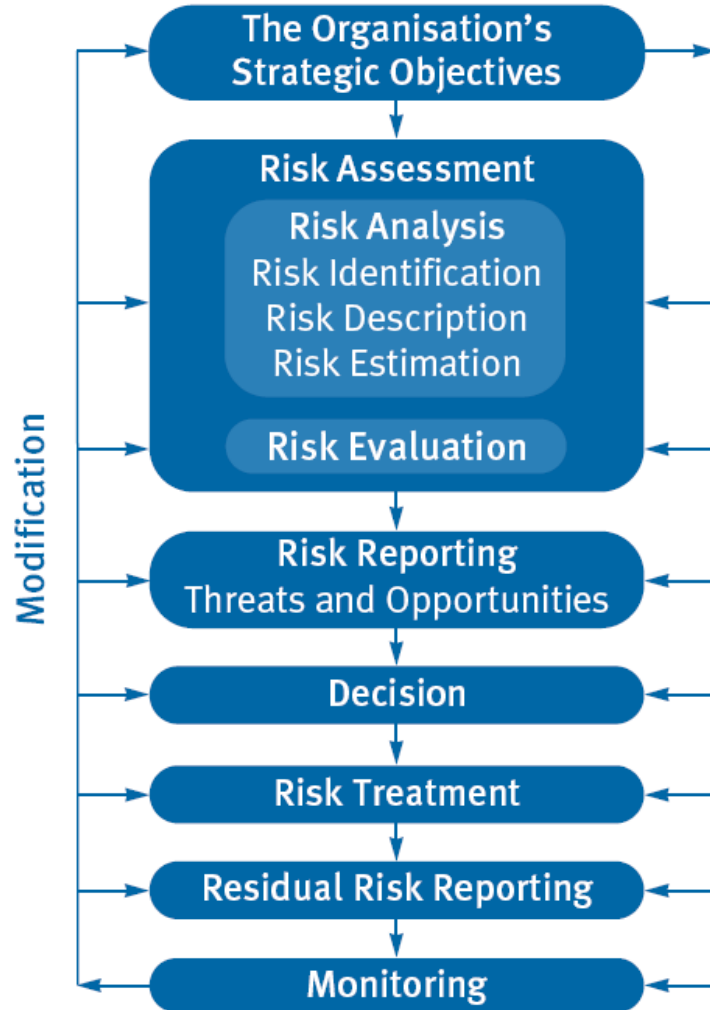 The Organisation's
Strategic Objectives
Risk Assessment
Risk Analysis
Risk Identification
Risk Description
Risk Estimation
Risk Evaluation
Modification
Risk Reporting
Threats and Opportunities
Decision
Risk Treatment
Residual Risk Reporting
Monitoring